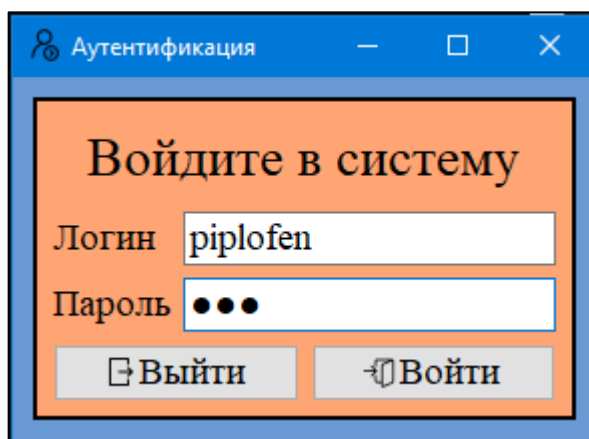 Аутентификация
Войдите в систему
Логин piplofen
Пароль ●●●
Выйти Войти